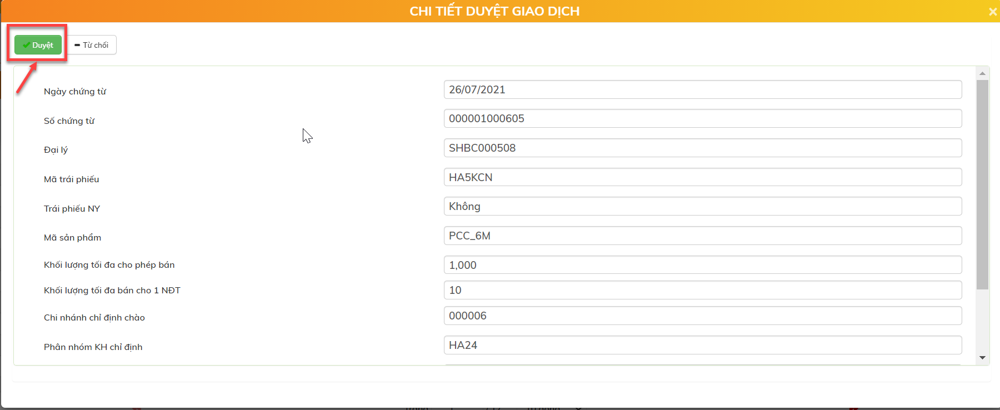 CHI TIẾT DUYỆT GIAO DỊCH
Duyệt
Từ chối
Ngày chứng từ 26/07/2021
Số chứng từ 000001000605
Đại lý SHBC000508
Mã trái phiếu HA5KCN
Trái phiếu NY Không
Mã sản phẩm PCC_6M
Khối lượng tối đa cho phép bán 1,000
Khối lượng tối đa bán cho 1 NĐT 10
Chi nhánh chỉ định chào 000006
Phân nhóm KH chỉ định HA24